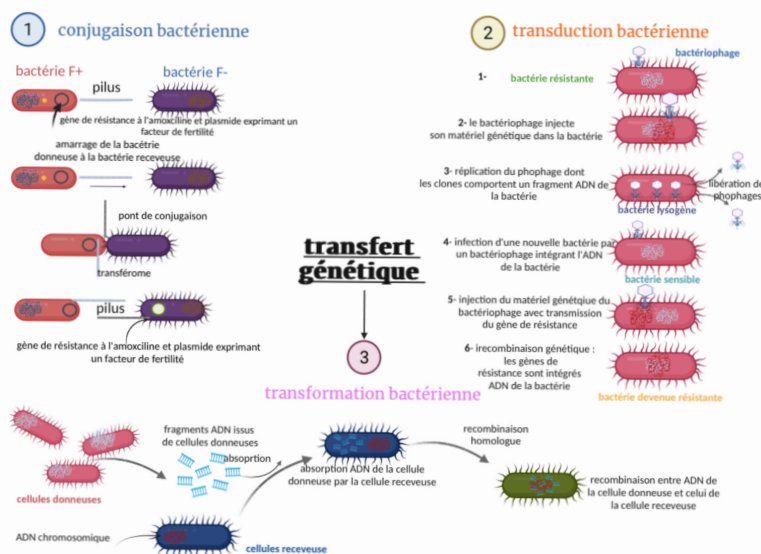 1
conjugaison bactérienne
bactérie F+
pilus
bactérie F-
gène de résistance à l'amoxiciline et plasmide exprimant un
facteur de fertilité
amarrage de la bacétrie
donneuse à la bactérie receveuse
pont de conjugaison
transférome
pilus
gène de résistance à l'amoxciline et plasmide exprimant
un facteur de fertilité
transfert
génétique
2
transduction bactérienne
bactériophage
1-
bactérie résistante
2- le bactériophage injecte
son matériel génétique dans la bactérie
3- réplication du phophage dont
les clones comportent un fragment ADN de
la bactérie
libération de
phophages
bactérie lysogène
4- infection d'une nouvelle bactérie par
un bactériophage intégrant l'ADN
de la bactérie
bactérie sensible
5- injection du matériel génétqiue du
bactériophage avec transmission
du gène de résistance
6- irecombinaison génétique :
les gènes de
résistance sont intégrés
ADN de la bactérie
bactérie devenue résistante
3
transformation bactérienne
cellules donneuses
fragments ADN issus
de cellules donneuses
absoprtion
absorption ADN de la cellule
donneuse par la cellule receveuse
recombinaison
homologue
recombinaison entre ADN de
la cellule donneuse et celui de
la cellule receveuse
ADN chromosomique
cellules receveuse